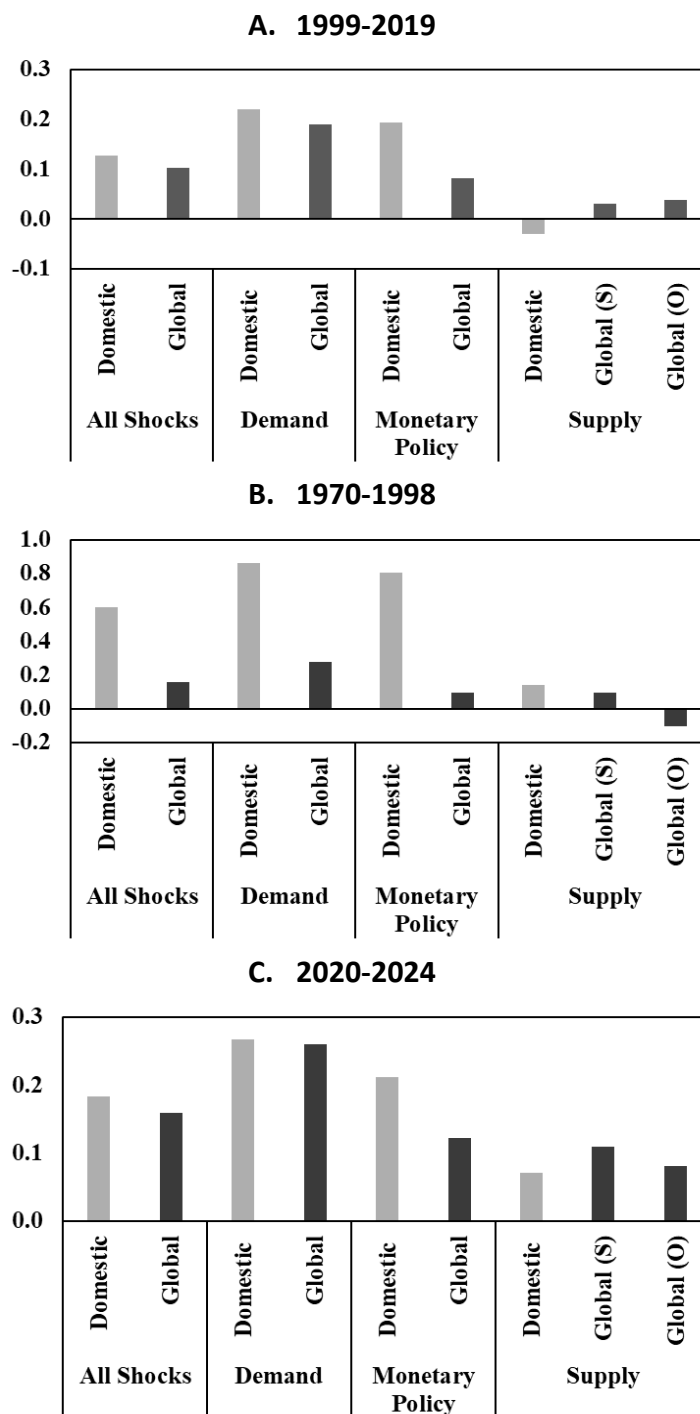 A. 1999-2019
0.3
0.2
0.1
0.0
-0.1
Domestic
Global
Domestic
Global
Domestic
Global
Domestic
Global (S)
Global (O)
All Shocks
Demand
Monetary
Policy
Supply
B. 1970-1998
1.0
0.8
0.6
0.4
0.2
0.0
-0.2
Domestic
Global
Domestic
Global
Domestic
Global
Domestic
Global (S)
Global (O)
All Shocks
Demand
Monetary
Policy
Supply
C. 2020-2024
0.3
0.2
0.1
0.0
Domestic
Global
Domestic
Global
Domestic
Global
Domestic
Global (S)
Global (O)
All Shocks
Demand
Monetary
Policy
Supply